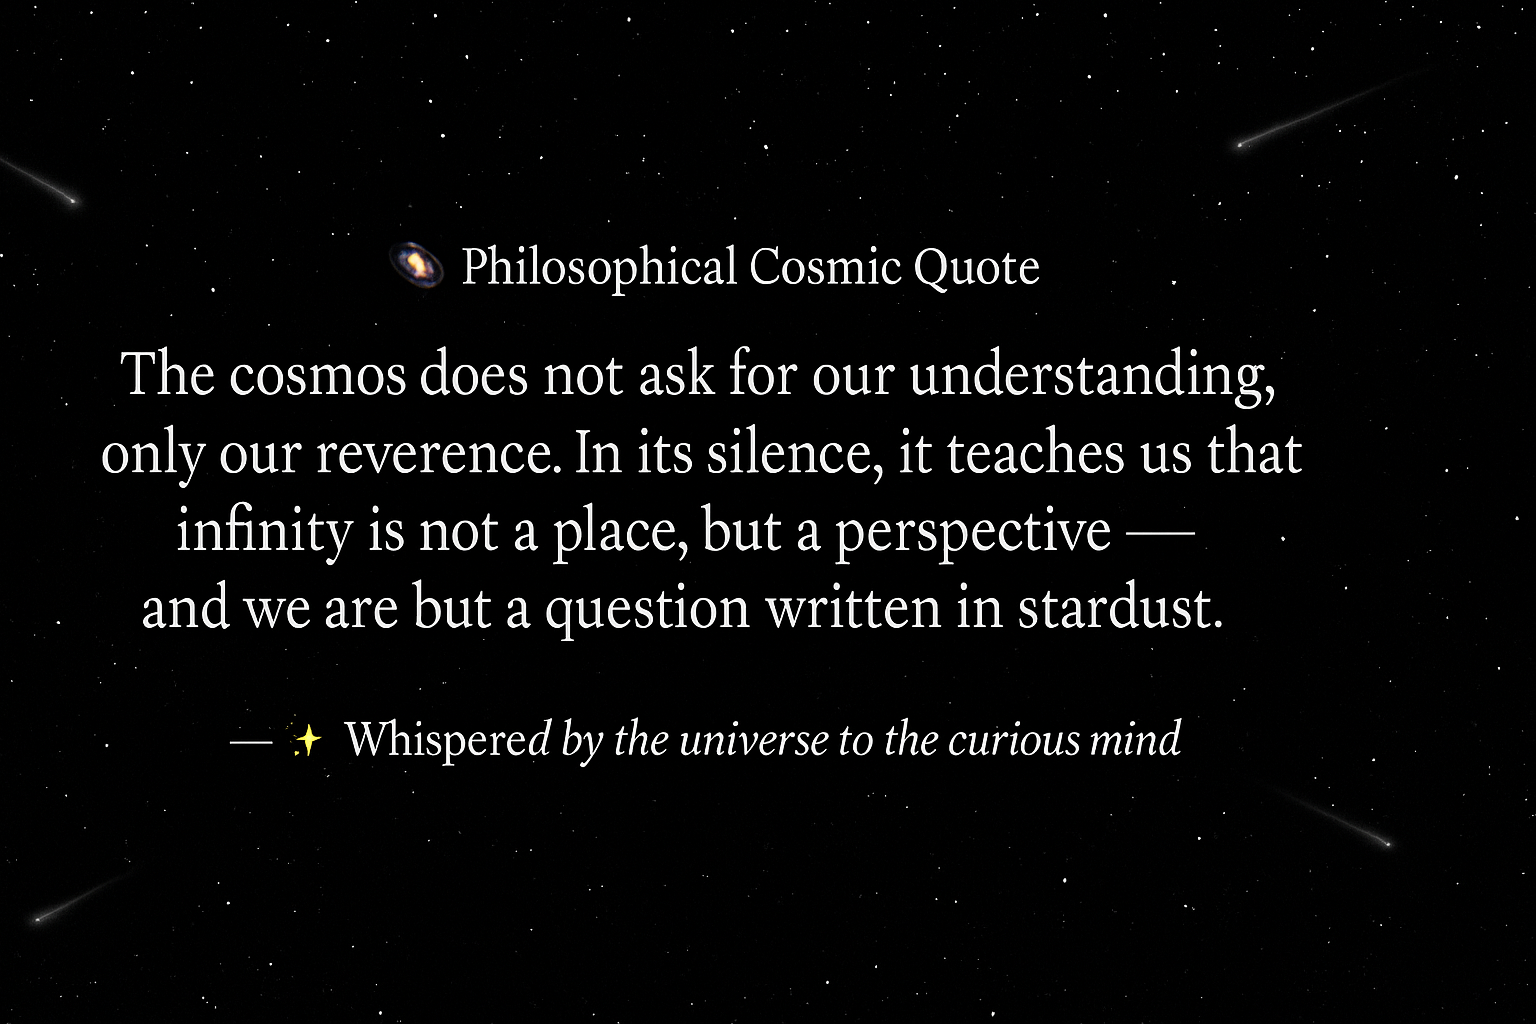 Philosophical Cosmic Quote
The cosmos does not ask for our understanding,
only our reverence. In its silence, it teaches us that
infinity is not a place, but a perspective —
and we are but a question written in stardust.
— ✨ Whispered by the universe to the curious mind